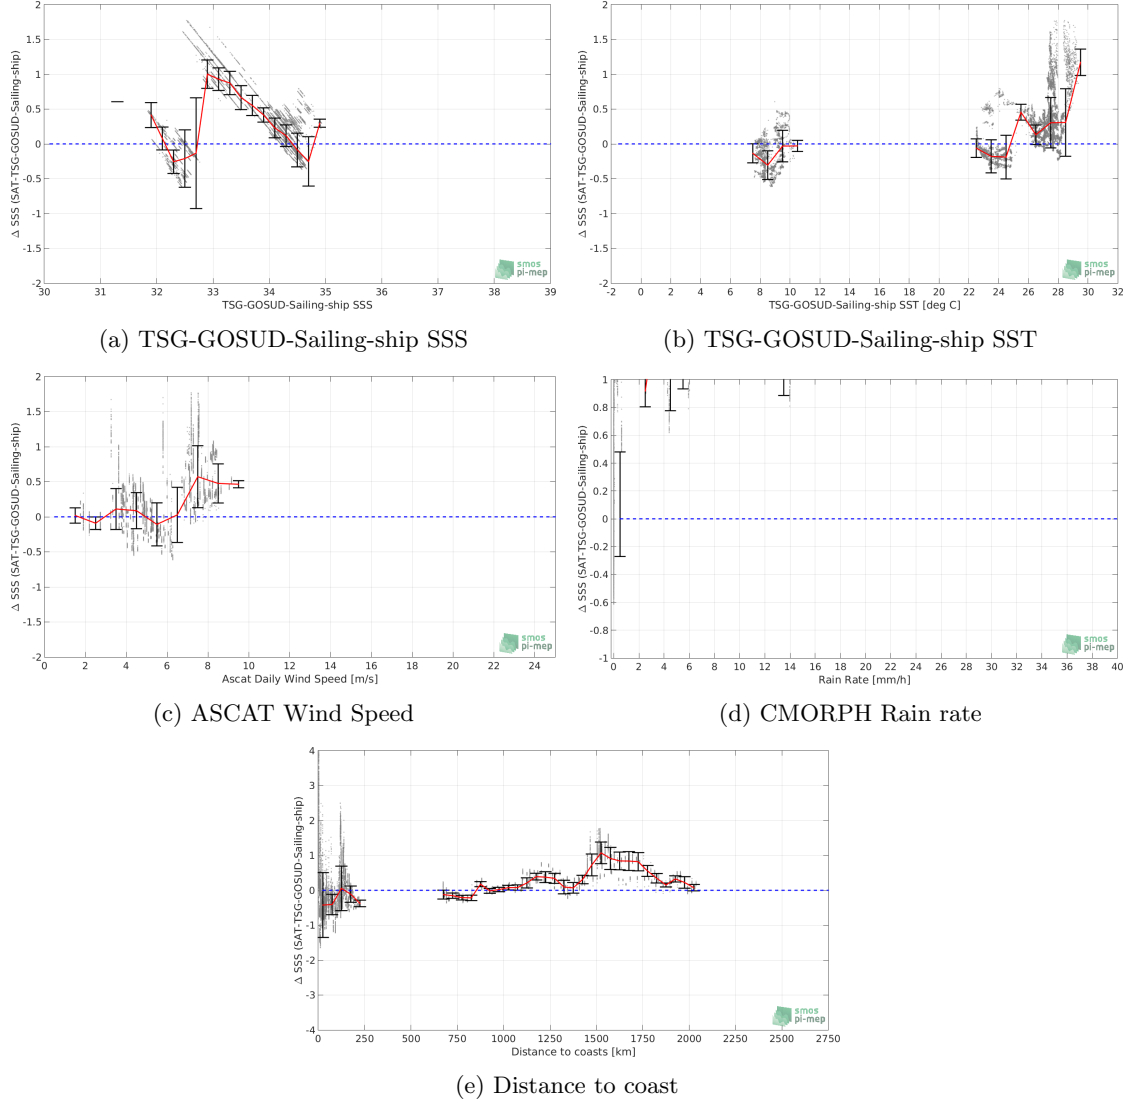 2
1.5
1
0.5
0
-0.5
-1
-1.5
-2
Δ SSS (SAT-TSG-GOSUD-Sailing-ship)
30 31 32 33 34 35 36 37 38 39
TSG-GOSUD-Sailing-ship SSS
smos
pi-mep
(a) TSG-GOSUD-Sailing-ship SSS
2
1.5
1
0.5
0
-0.5
-1
-1.5
-2
Δ SSS (SAT-TSG-GOSUD-Sailing-ship)
-2 0 2 4 6 8 10 12 14 16 18 20 22 24 26 28 30 32
TSG-GOSUD-Sailing-ship SST [deg C]
smos
pi-mep
(b) TSG-GOSUD-Sailing-ship SST
2
1.5
1
0.5
0
-0.5
-1
-1.5
-2
Δ SSS (SAT-TSG-GOSUD-Sailing-ship)
0 2 4 6 8 10 12 14 16 18 20 22 24
Ascat Daily Wind Speed [m/s]
smos
pi-mep
(c) ASCAT Wind Speed
1
0.8
0.6
0.4
0.2
0
-0.2
-0.4
-0.6
-0.8
-1
Δ SSS (SAT-TSG-GOSUD-Sailing-ship)
0 2 4 6 8 10 12 14 16 18 20 22 24 26 28 30 32 34 36 38 40
Rain Rate [mm/h]
smos
pi-mep
(d) CMORPH Rain rate
4
3
2
1
0
-1
-2
-3
-4
Δ SSS (SAT-TSG-GOSUD-Sailing-ship)
0 250 500 750 1000 1250 1500 1750 2000 2250 2500 2750
Distance to coasts [km]
smos
pi-mep
(e) Distance to coast